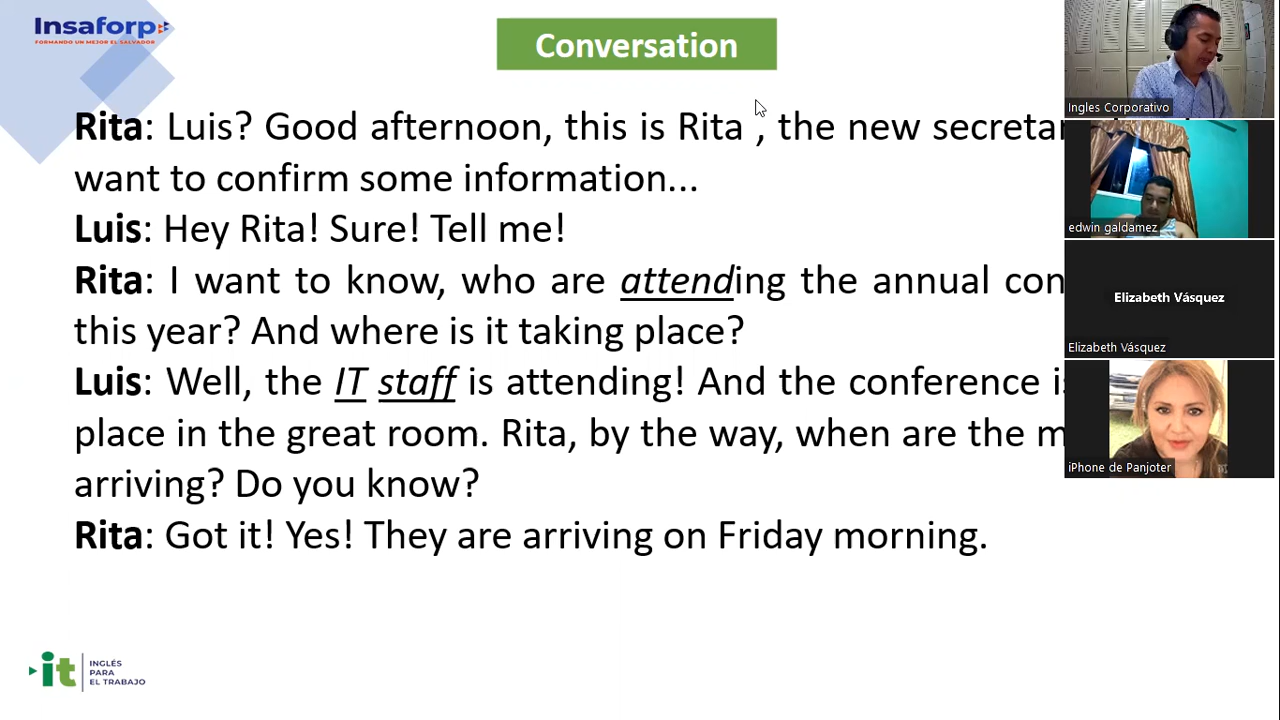 Insaforp
FORMANDO UN MEJOR EL SALVADOR
Conversation
Rita: Luis? Good afternoon, this is Rita , the new
want to confirm some information...
Luis: Hey Rita! Sure! Tell me!
Rita: I want to know, who are attending the annual
this year? And where is it taking place?
Luis: Well, the IT staff is attending! And the conference
place in the great room. Rita, by the way, when are the
arriving? Do you know?
Rita: Got it! Yes! They are arriving on Friday morning.
it
INGLÉS
PARA
EL TRABAJO
Ingles Corporativo
edwin galdamez
Elizabeth Vásquez
Elizabeth Vásquez
iPhone de Panjoter